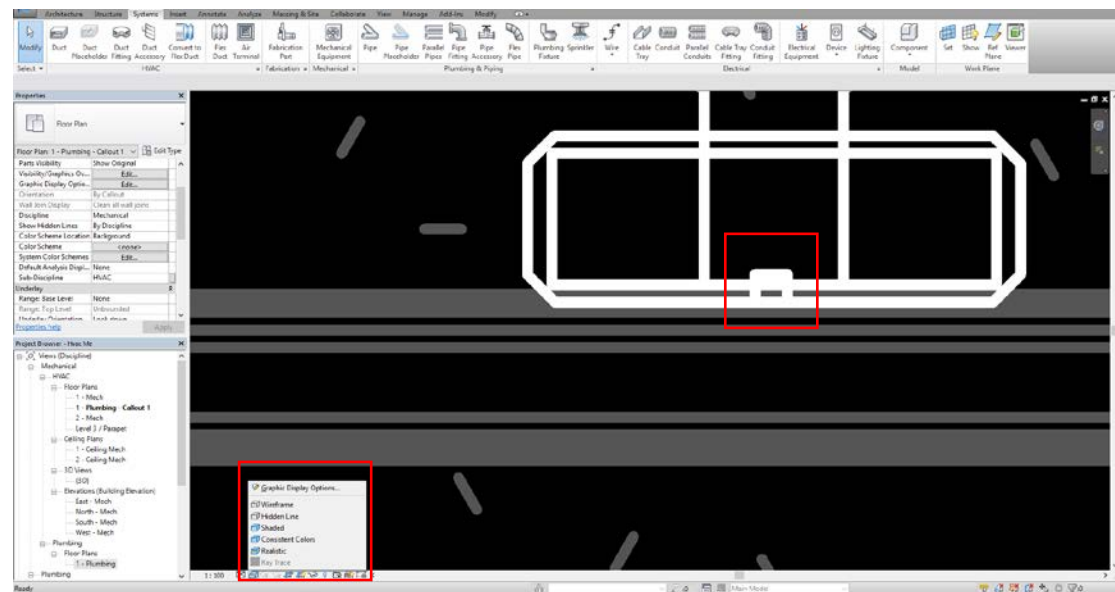 Architecture Structure Systems Insert Annotate Analyze Massing & Site Collaborate View Manage Add-Ins Modify
Modify Duct Duct Placeholder Duct Fitting Duct Accessory Convert to Flex Duct Flex Duct Air Terminal Fabrication Part Mechanical Equipment Pipe Pipe Placeholder Parallel Pipes Pipe Fitting Pipe Accessory Flex Pipe Plumbing Fixture Sprinkler Wire Cable Tray Conduit Parallel Conduits Cable Tray Fitting Conduit Fitting Electrical Equipment Device Lighting Fixture Component Set Show Ref Plane Viewer
Select HVAC Fabrication Mechanical Plumbing & Piping Electrical Model Work Plane
Properties
Floor Plan
Floor Plan: 1 - Plumbing - Callout 1 Edit Type
Parts Visibility Show Original
Visibility/Graphics Ov... Edit...
Graphic Display Optio... Edit...
Orientation By Callout
Wall Join Display Clean all wall joins
Discipline Mechanical
Show Hidden Lines By Discipline
Color Scheme Location Background
Color Scheme <none>
System Color Schemes Edit...
Default Analysis Displ... None
Sub-Discipline HVAC
Underlay
Range: Base Level None
Range: Top Level Unbounded
Underlay Orientation Look down
Properties help Apply
Project Browser - Hvac Me
Views (Discipline)
Mechanical
HVAC
Floor Plans
1 - Mech
1 - Plumbing - Callout 1
2 - Mech
Level 3 / Parapet
Ceiling Plans
1 - Ceiling Mech
2 - Ceiling Mech
3D Views
{3D}
Elevations (Building Elevation)
East - Mech
North - Mech
South - Mech
West - Mech
Plumbing
Floor Plans
1 - Plumbing
Plumbing
Graphic Display Options...
Wireframe
Hidden Line
Shaded
Consistent Colors
Realistic
Ray Trace
1 : 100
Ready
Main Model